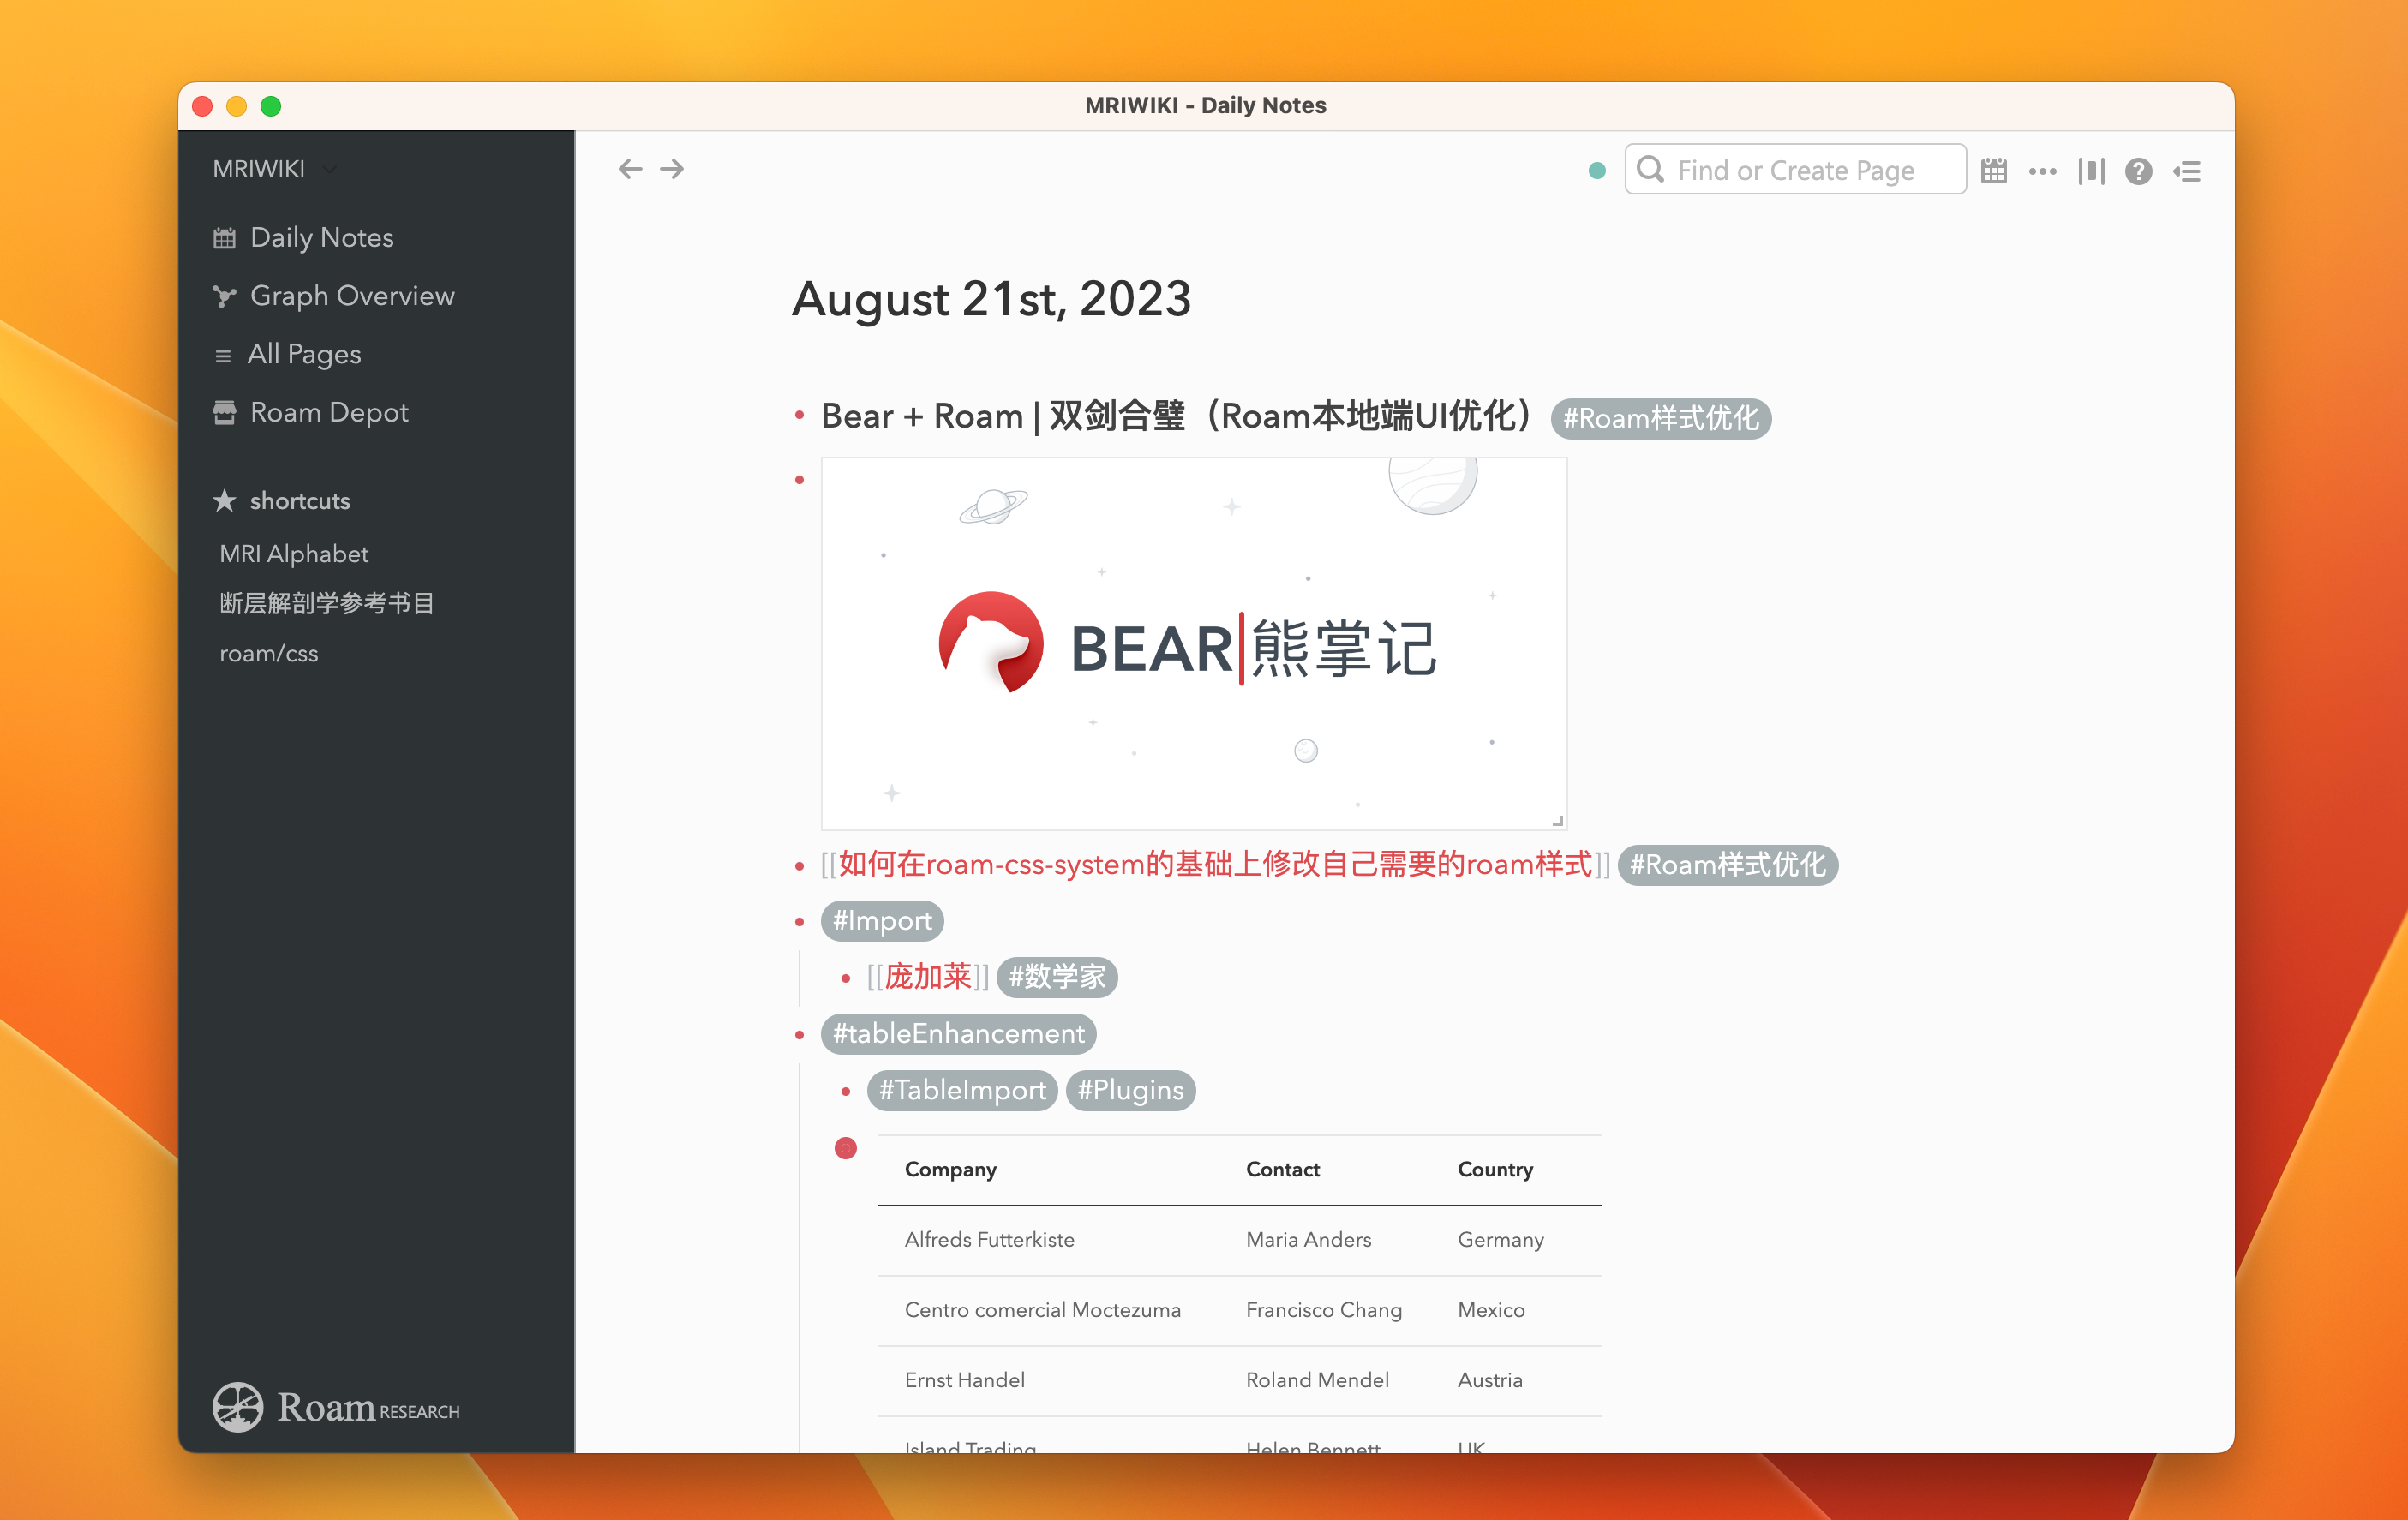 MRIWIKI - Daily Notes
MRIWIKI
Daily Notes
Graph Overview
All Pages
Roam Depot
shortcuts
MRI Alphabet
断层解剖学参考书目
roam/css
Roam RESEARCH
Find or Create Page
August 21st, 2023
Bear + Roam | 双剑合璧（Roam本地端UI优化） #Roam样式优化
BEAR|熊掌记
[[如何在roam-css-system的基础上修改自己需要的roam样式]] #Roam样式优化
#Import
[[庞加莱]] #数学家
#tableEnhancement
#TableImport #Plugins
Company Contact Country
Alfreds Futterkiste Maria Anders Germany
Centro comercial Moctezuma Francisco Chang Mexico
Ernst Handel Roland Mendel Austria
Island Trading Helen Bennett UK